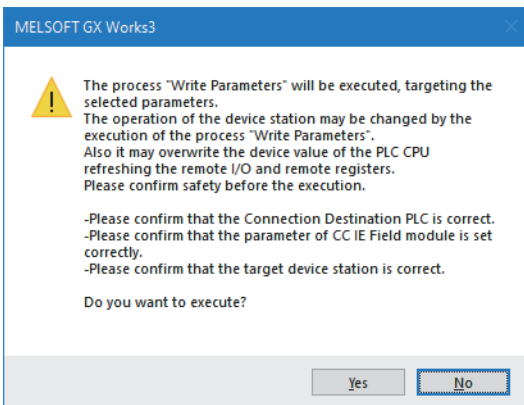 MELSOFT GX Works3
The process "Write Parameters" will be executed, targeting the
selected parameters.
The operation of the device station may be changed by the
execution of the process "Write Parameters".
Also it may overwrite the device value of the PLC CPU
refreshing the remote I/O and remote registers.
Please confirm safety before the execution.
-Please confirm that the Connection Destination PLC is correct.
-Please confirm that the parameter of CC IE Field module is set
correctly.
-Please confirm that the target device station is correct.
Do you want to execute?
Yes No